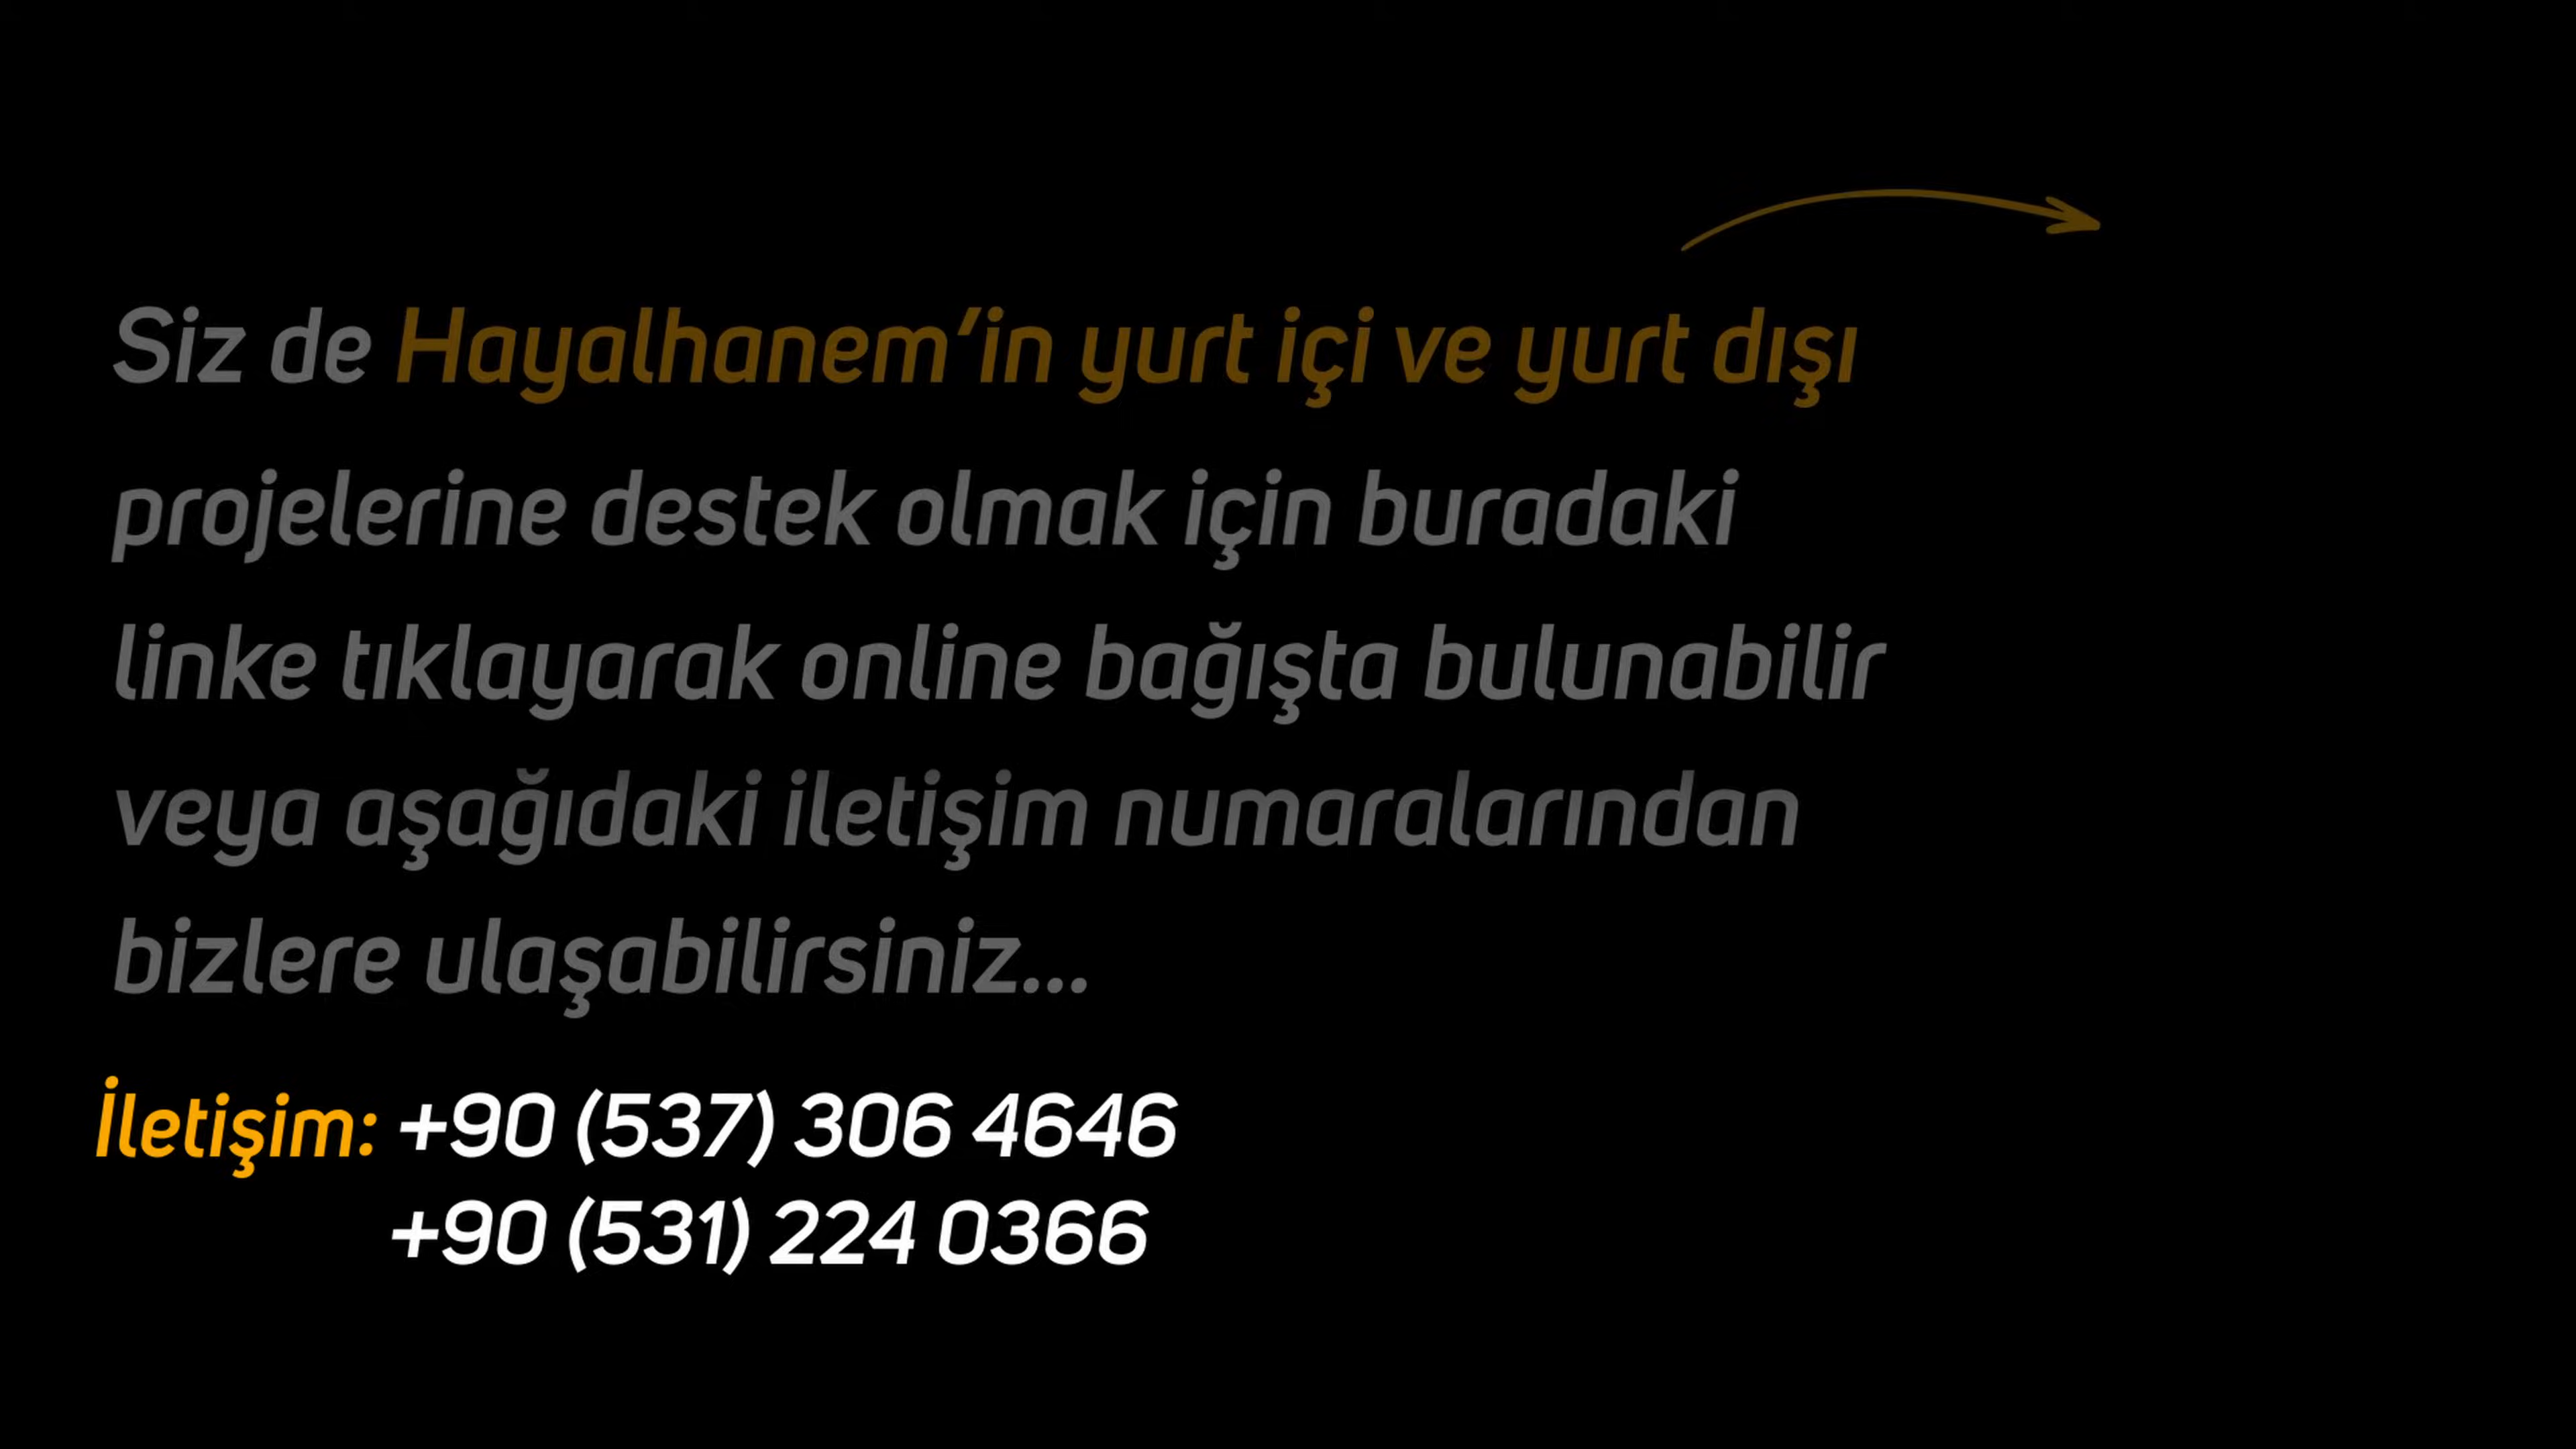 Siz de Hayalhanem’in yurt içi ve yurt dışı
projelerine destek olmak için buradaki
linke tıklayarak online bağışta bulunabilir
veya aşağıdaki iletişim numaralarından
bizlere ulaşabilirsiniz...
İletişim: +90 (537) 306 4646
+90 (531) 224 0366